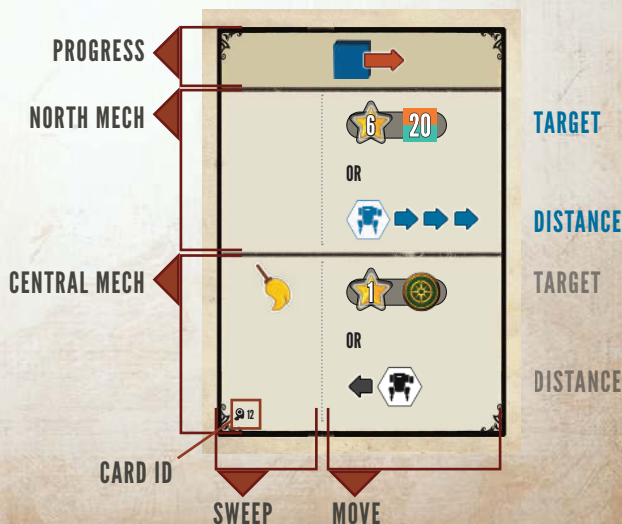 PROGRESS
NORTH MECH
6 20
TARGET
OR
DISTANCE
CENTRAL MECH
1
TARGET
OR
DISTANCE
12
CARD ID
SWEEP MOVE